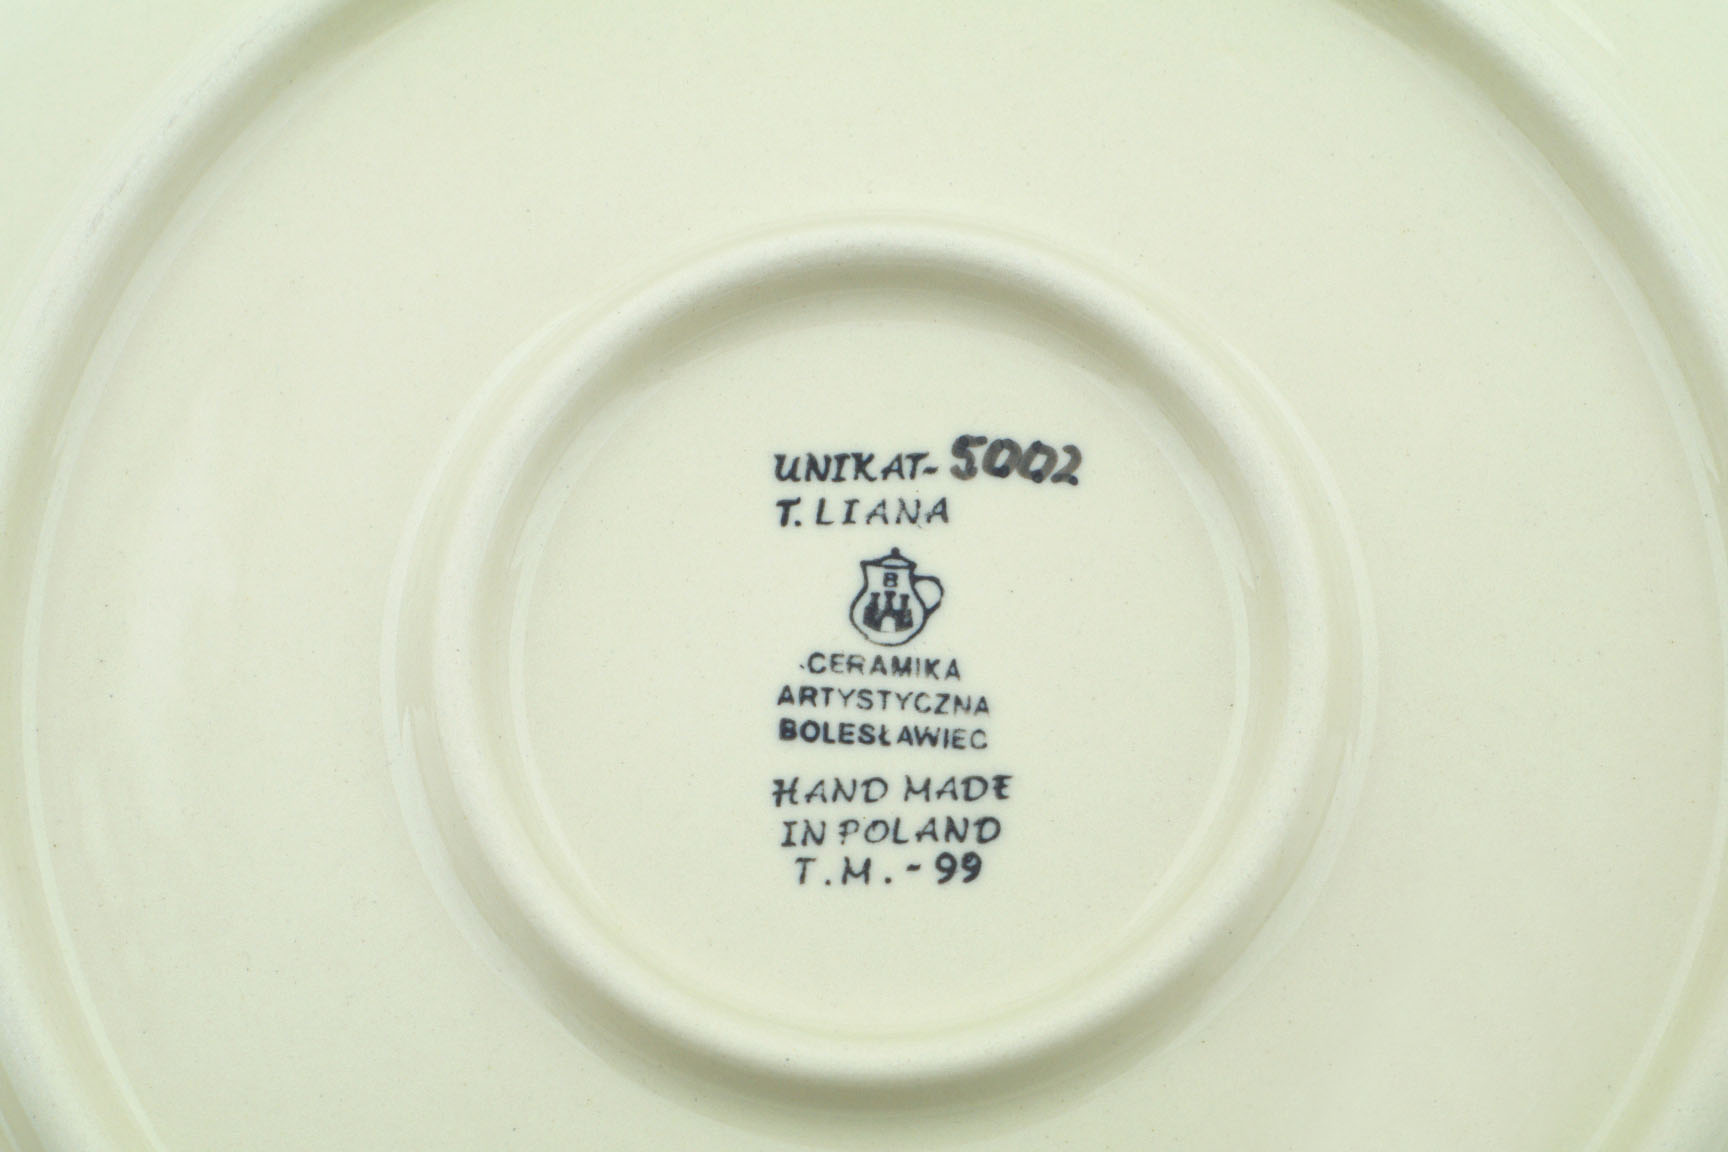 UNIKAT-5002
T. LIANA
B
CERAMIKA
ARTYSTYCZNA
BOLESŁAWIEC
HAND MADE
IN POLAND
T.M.-99